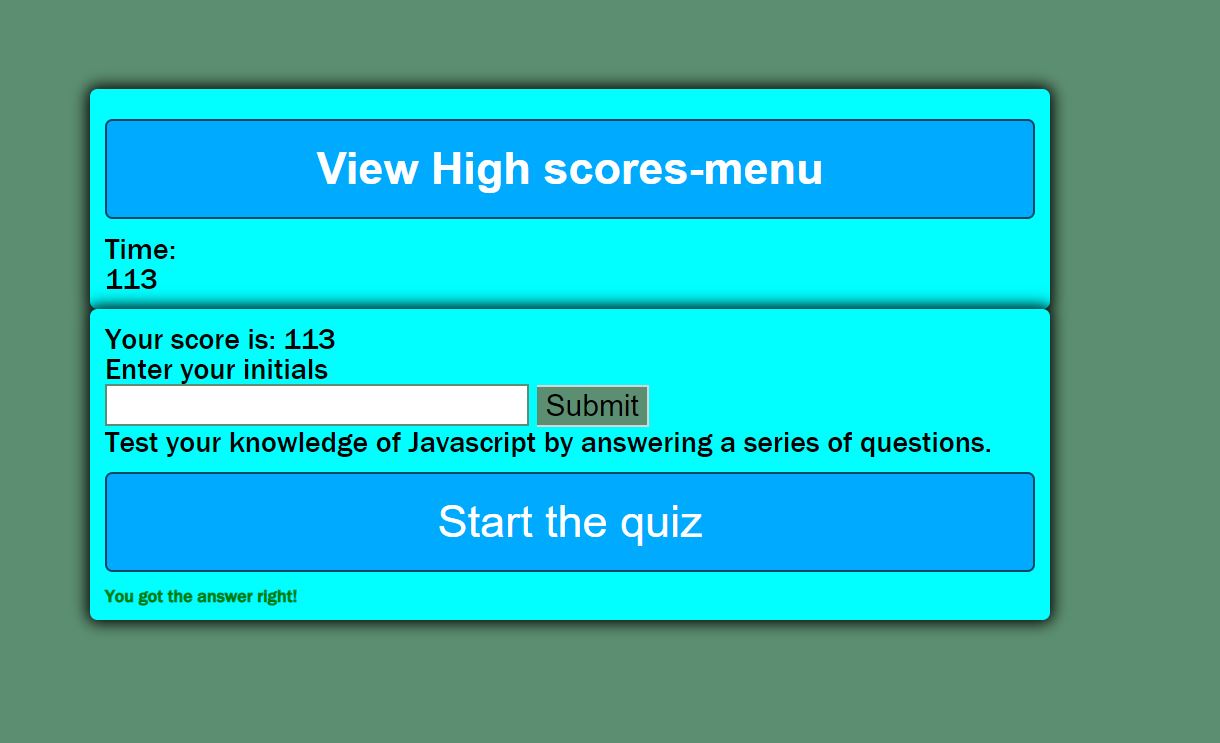 View High scores-menu
Time:
113
Your score is: 113
Enter your initials
Submit
Test your knowledge of Javascript by answering a series of questions.
Start the quiz
You got the answer right!